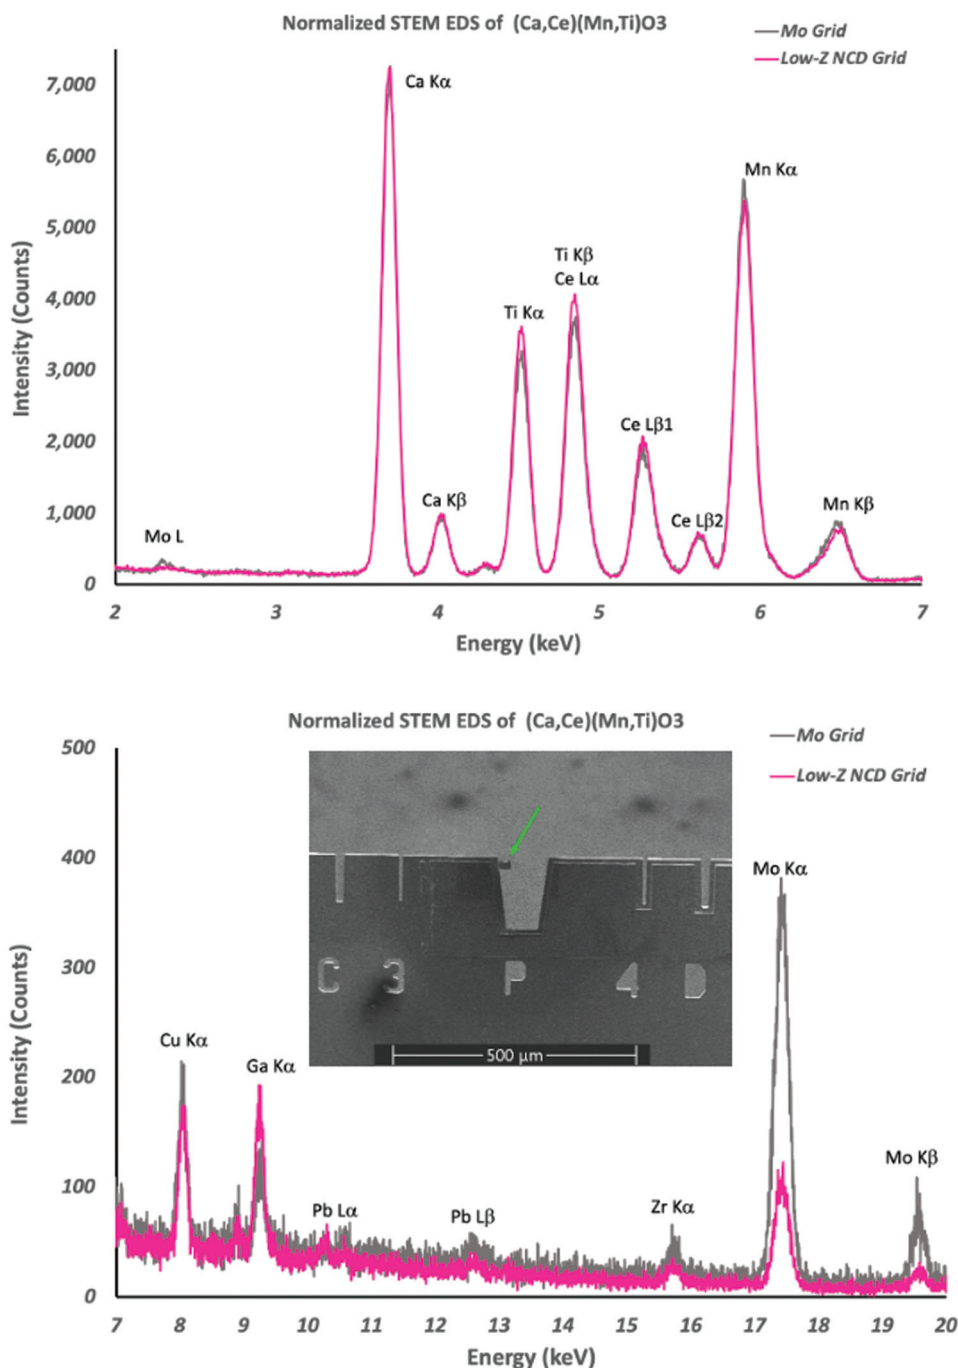 Normalized STEM EDS of (Ca,Ce)(Mn,Ti)O3
Mo Grid
Low-Z NCD Grid
7,000
6,000
5,000
4,000
3,000
2,000
1,000
0
Intensity (Counts)
Ca Kα
Mn Kα
Ti Kβ
Ce Lα
Ti Kα
Ce Lβ1
Ca Kβ
Ce Lβ2
Mn Kβ
Mo L
2 3 4 5 6 7
Energy (keV)
Normalized STEM EDS of (Ca,Ce)(Mn,Ti)O3
Mo Grid
Low-Z NCD Grid
500
400
300
200
100
0
Intensity (Counts)
C 3 P 4 D
500 µm
Mo Kα
Cu Kα
Ga Kα
Pb Lα
Pb Lβ
Zr Kα
Mo Kβ
7 8 9 10 11 12 13 14 15 16 17 18 19 20
Energy (keV)